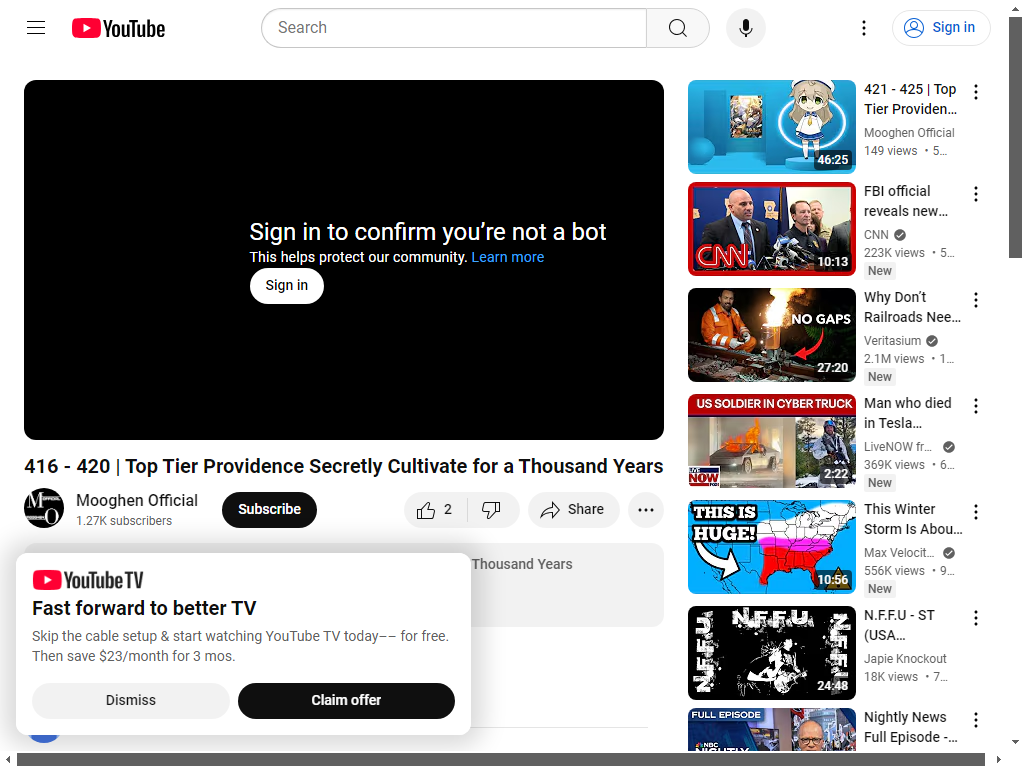 YouTube
Search
Sign in
Sign in to confirm you’re not a bot
This helps protect our community. Learn more
Sign in
416 - 420 | Top Tier Providence Secretly Cultivate for a Thousand Years
Mooghen Official
1.27K subscribers
Subscribe
2
Share
Thousand Years
YouTube TV
Fast forward to better TV
Skip the cable setup & start watching YouTube TV today–– for free.
Then save $23/month for 3 mos.
Dismiss
Claim offer
46:25
421 - 425 | Top
Tier Providen...
Mooghen Official
149 views • 5...
CNN
10:13
FBI official
reveals new...
CNN
223K views • 5...
New
NO GAPS
27:20
Why Don’t
Railroads Nee...
Veritasium
2.1M views • 1...
New
US SOLDIER IN CYBER TRUCK
LIVE
NOW
FOX
2:22
Man who died
in Tesla...
LiveNOW fr...
369K views • 6...
New
THIS IS
HUGE!
10:56
This Winter
Storm Is Abou...
Max Velocit...
556K views • 9...
New
N.F.F.U.
N.F.F.U
N.F.F.U
24:48
N.F.F.U - ST
(USA...
Japie Knockout
18K views • 7...
FULL EPISODE
NBC
NIGHTLY
Nightly News
Full Episode -...